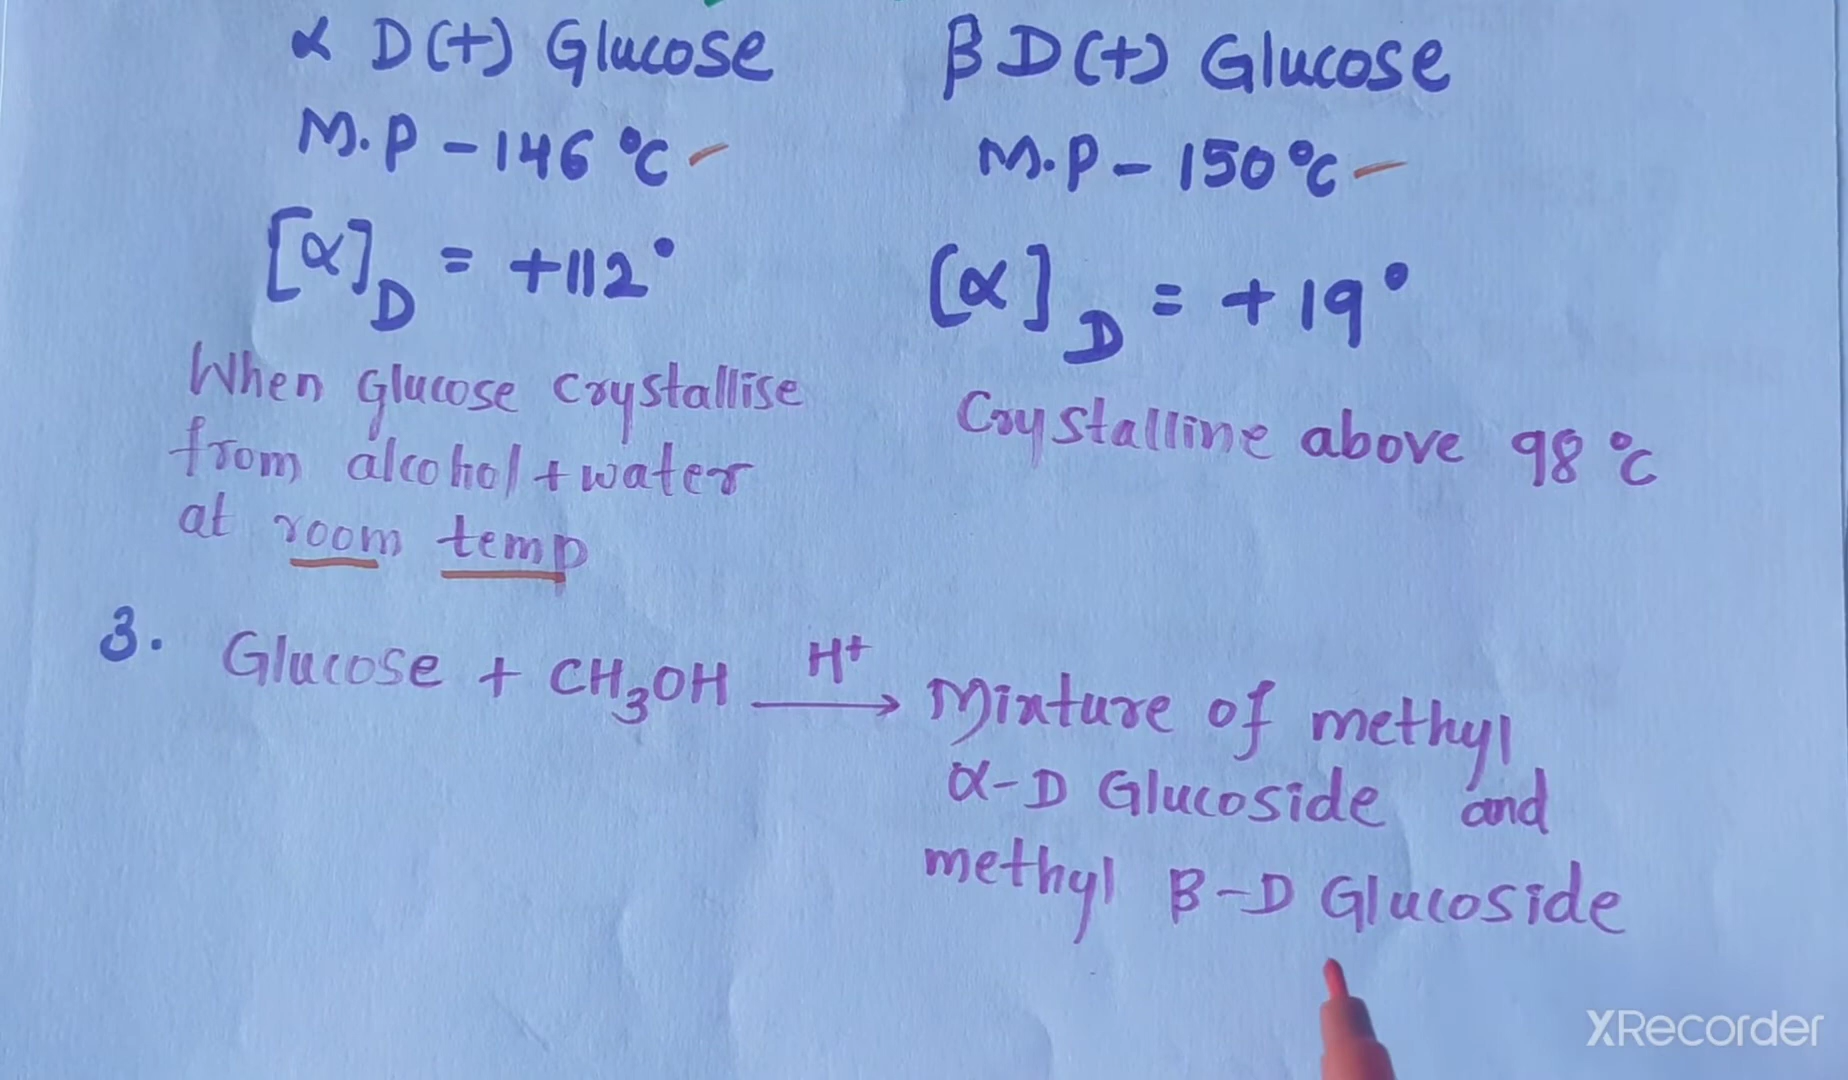 α D(+) Glucose
M.P - 146 °C
[α]D = +112°
When glucose crystallise
from alcohol + water
at room temp
β D(+) Glucose
M.P - 150 °C
[α]D = +19°
Crystalline above 98 °C
3. Glucose + CH3OH H+ → Mixture of methyl
α-D Glucoside and
methyl β-D Glucoside
XRecorder